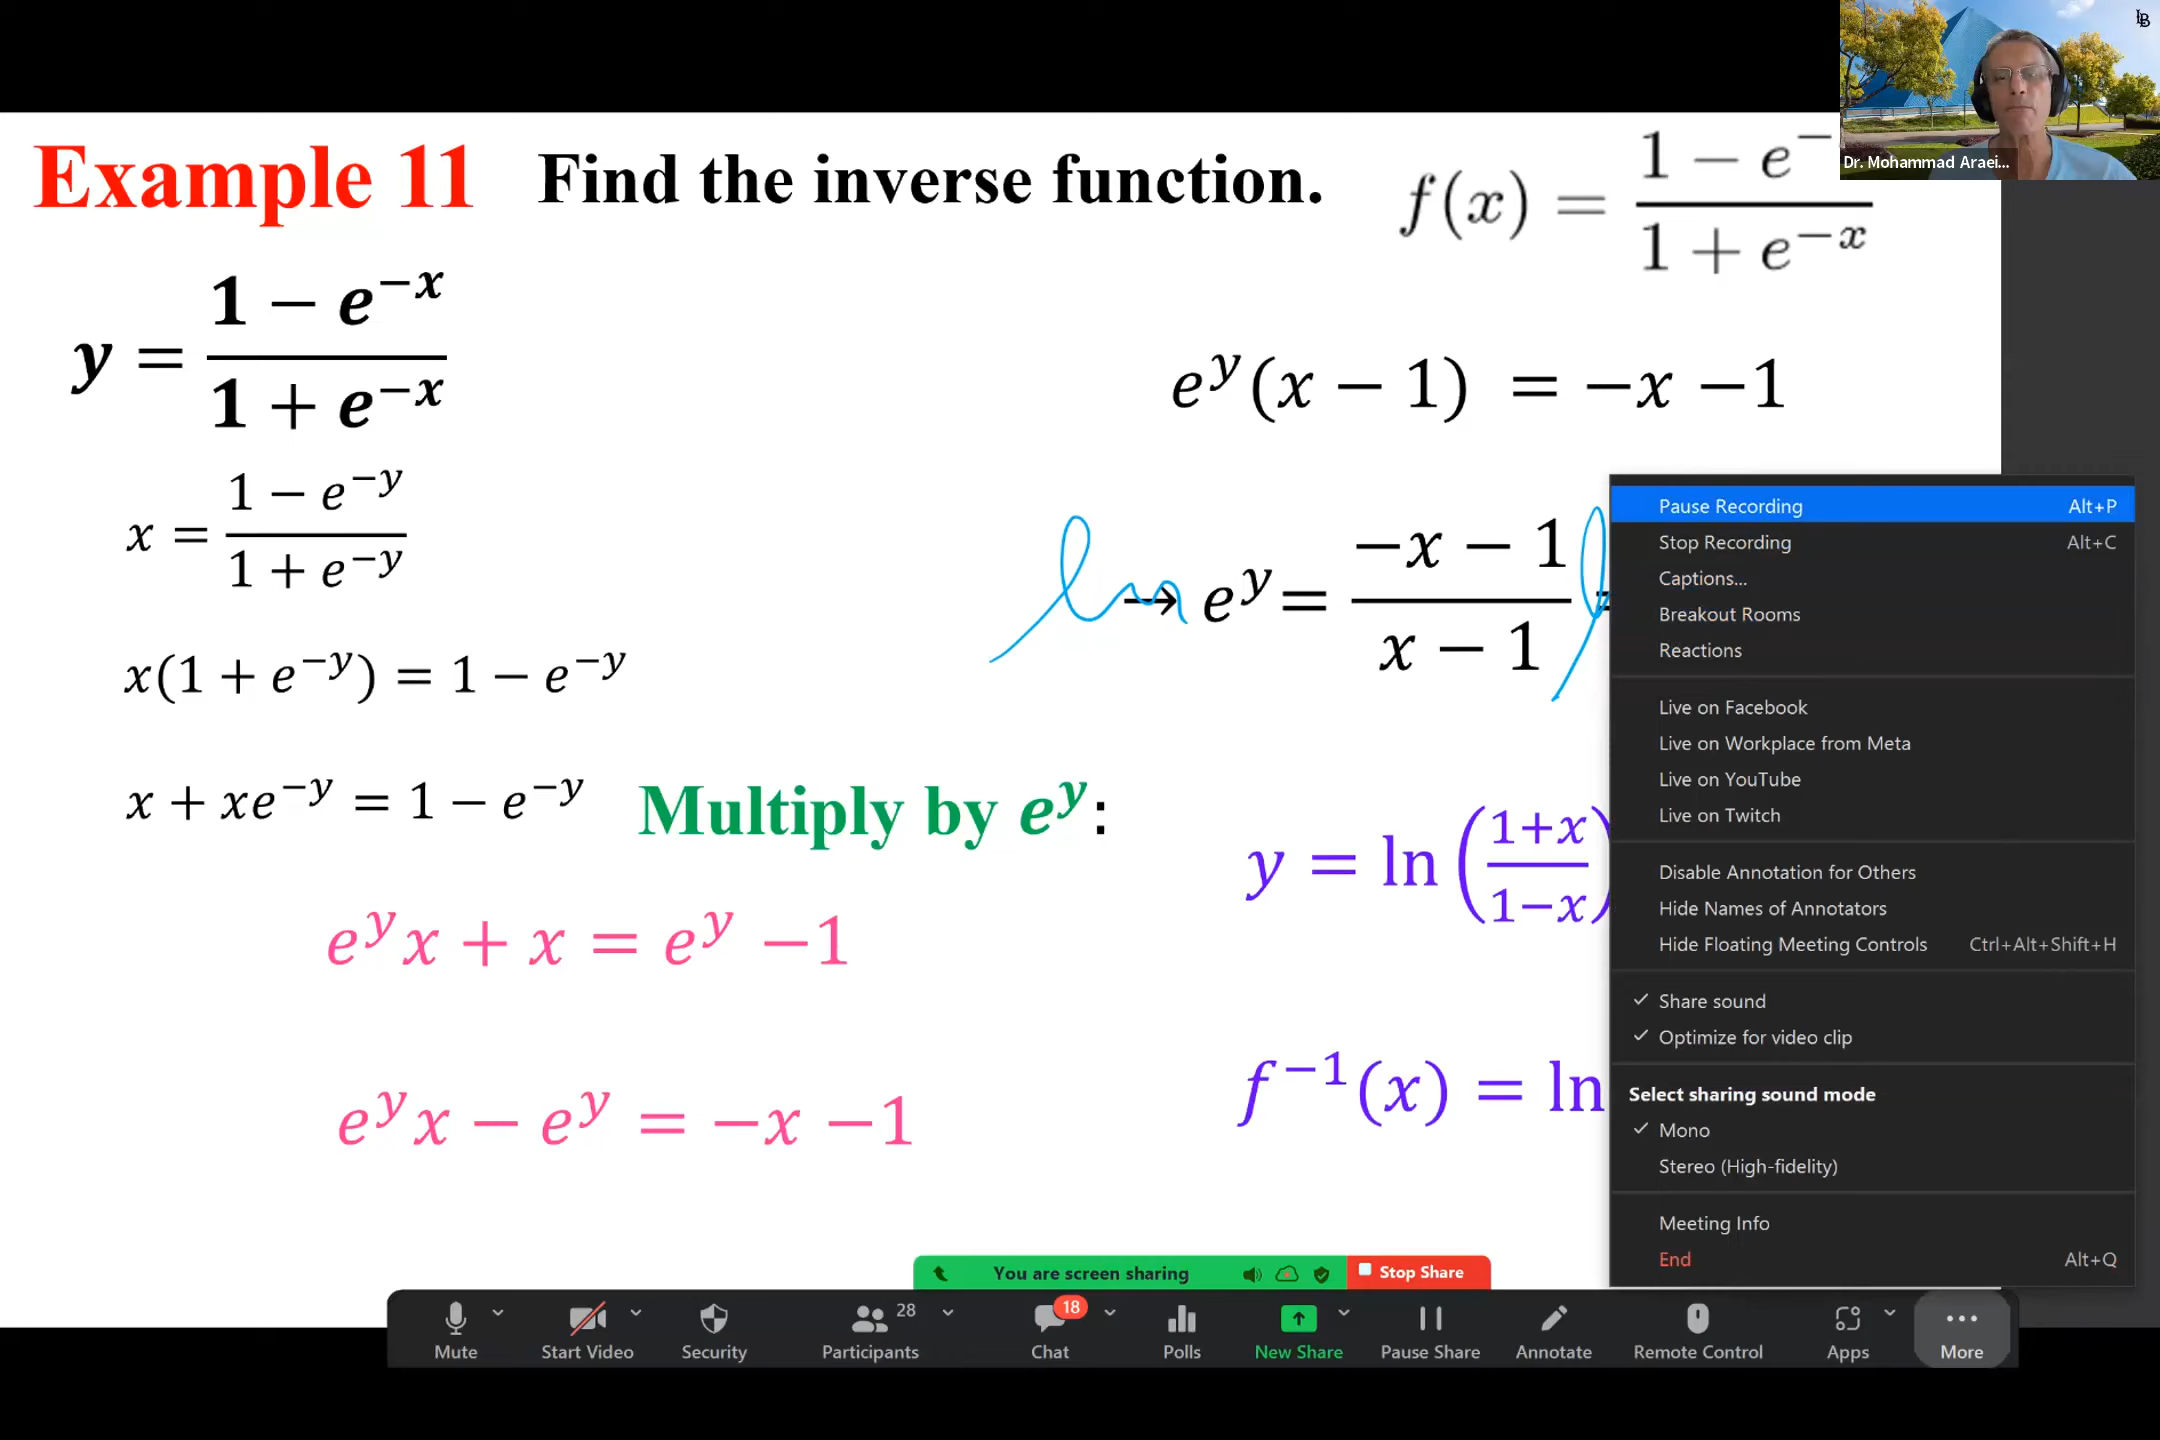 Example 11 Find the inverse function. f(x) = (1 − e^−)/(1 + e^−x)
Dr. Mohammad Araei...
y = (1 − e^−x)/(1 + e^−x)
x = (1 − e^−y)/(1 + e^−y)
x(1 + e^−y) = 1 − e^−y
x + xe^−y = 1 − e^−y Multiply by e^y:
e^y x + x = e^y −1
e^y x − e^y = −x −1
e^y(x − 1) = −x −1
ln → e^y = (−x − 1)/(x − 1)
y = ln((1+x)/(1−x))
f^−1(x) = ln
Pause Recording Alt+P
Stop Recording Alt+C
Captions...
Breakout Rooms
Reactions
Live on Facebook
Live on Workplace from Meta
Live on YouTube
Live on Twitch
Disable Annotation for Others
Hide Names of Annotators
Hide Floating Meeting Controls Ctrl+Alt+Shift+H
Share sound
Optimize for video clip
Select sharing sound mode
Mono
Stereo (High-fidelity)
Meeting Info
End Alt+Q
You are screen sharing Stop Share
Mute Start Video Security Participants 28 Chat 18 Polls New Share Pause Share Annotate Remote Control Apps More